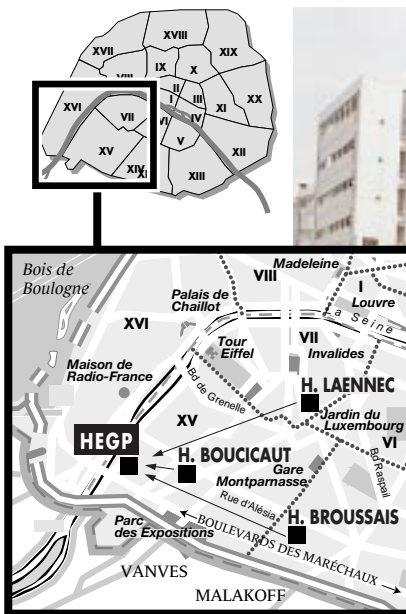 XVIII
XVII
XIX
IX
X
VIII
II
I
III
XX
XVI
VII
XI
VI
IV
V
XV
XII
XIV
XIII
Bois de
Boulogne
Madeleine
VIII
I
Louvre
Palais de
Chaillot
La Seine
XVI
VII
Tour
Eiffel
Invalides
Maison de
Radio-France
Bd de Grenelle
H. LAENNEC
XV
Jardin du
Luxembourg
VI
HEGP
H. BOUCICAUT
Gare
Montparnasse
Bd Raspail
Rue d'Alésia
H. BROUSSAIS
Parc
des Expositions
BOULEVARDS DES MARÉCHAUX
VANVES
MALAKOFF